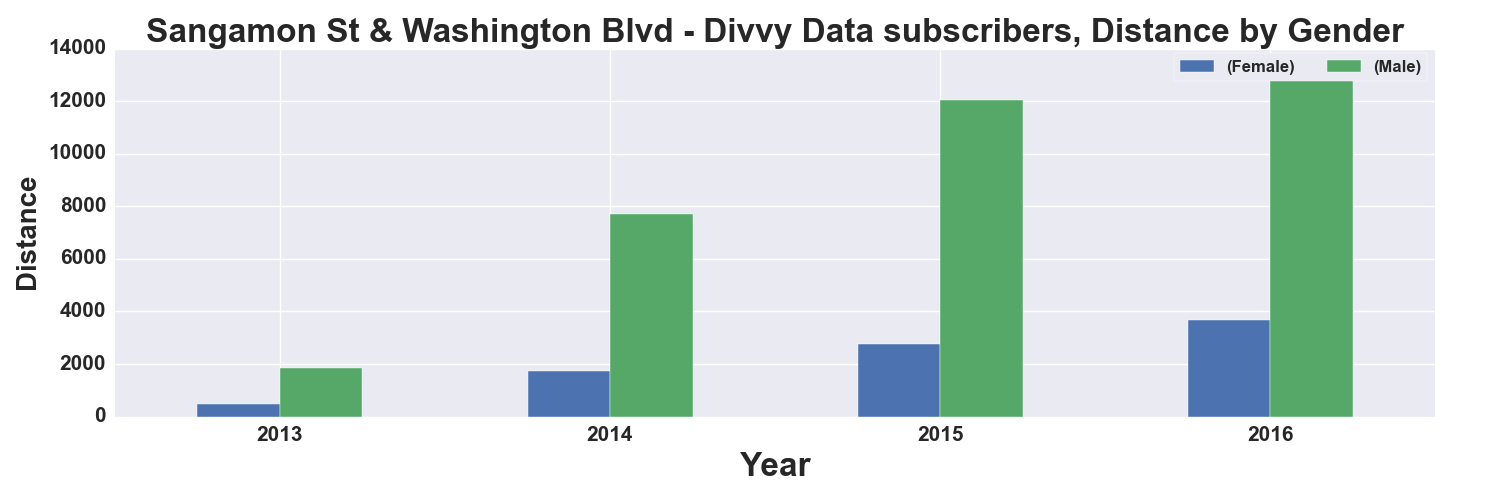 Sangamon St & Washington Blvd - Divvy Data subscribers, Distance by Gender
14000
12000
10000
8000
6000
4000
2000
0
Distance
(Female)
(Male)
2013
2014
2015
2016
Year